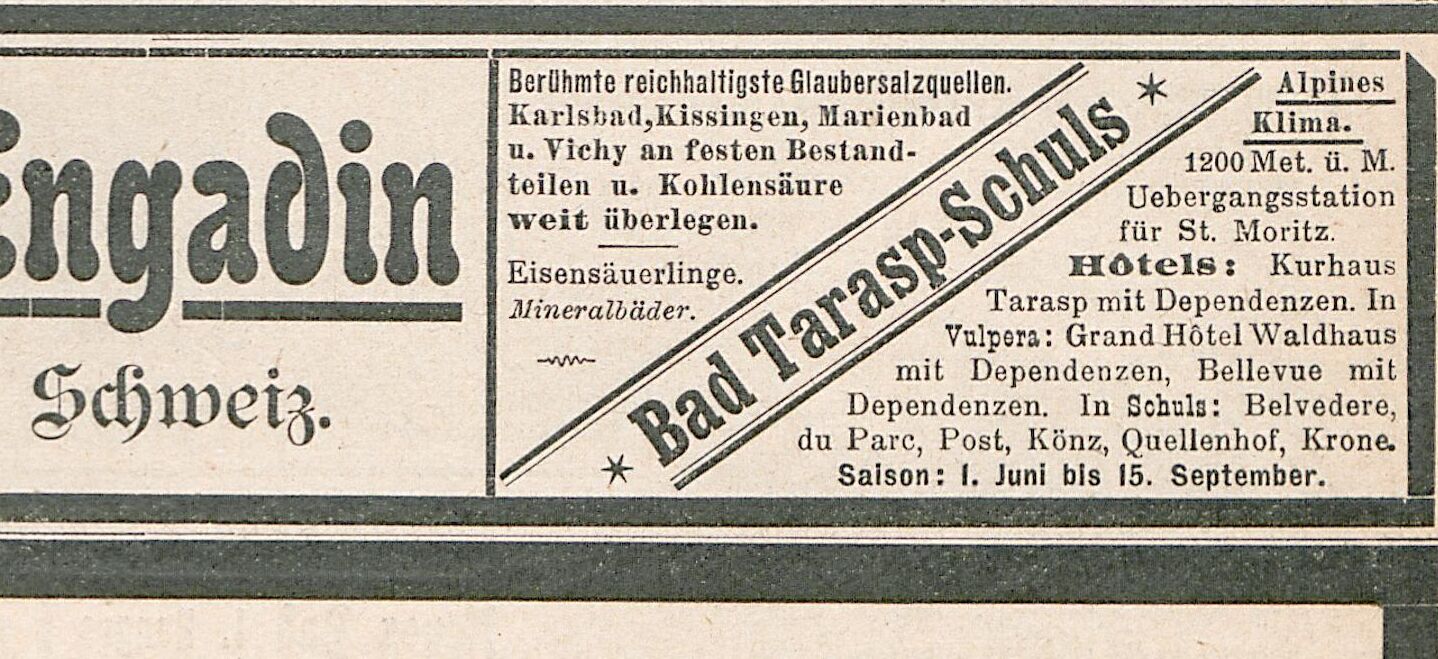 Engadin
Schweiz.
Berühmte reichhaltigste Glaubersalzquellen.
Karlsbad,Kissingen, Marienbad
u. Vichy an festen Bestand-
teilen u. Kohlensäure
weit überlegen.
Eisensäuerlinge.
Mineralbäder.
* Bad Tarasp-Schuls *
Alpines
Klima.
1200 Met. ü. M.
Uebergangsstation
für St. Moritz.
Hôtels: Kurhaus
Tarasp mit Dependenzen. In
Vulpera: Grand Hôtel Waldhaus
mit Dependenzen, Bellevue mit
Dependenzen. In Schuls: Belvedere,
du Parc, Post, Könz, Quellenhof, Krone.
Saison: 1. Juni bis 15. September.